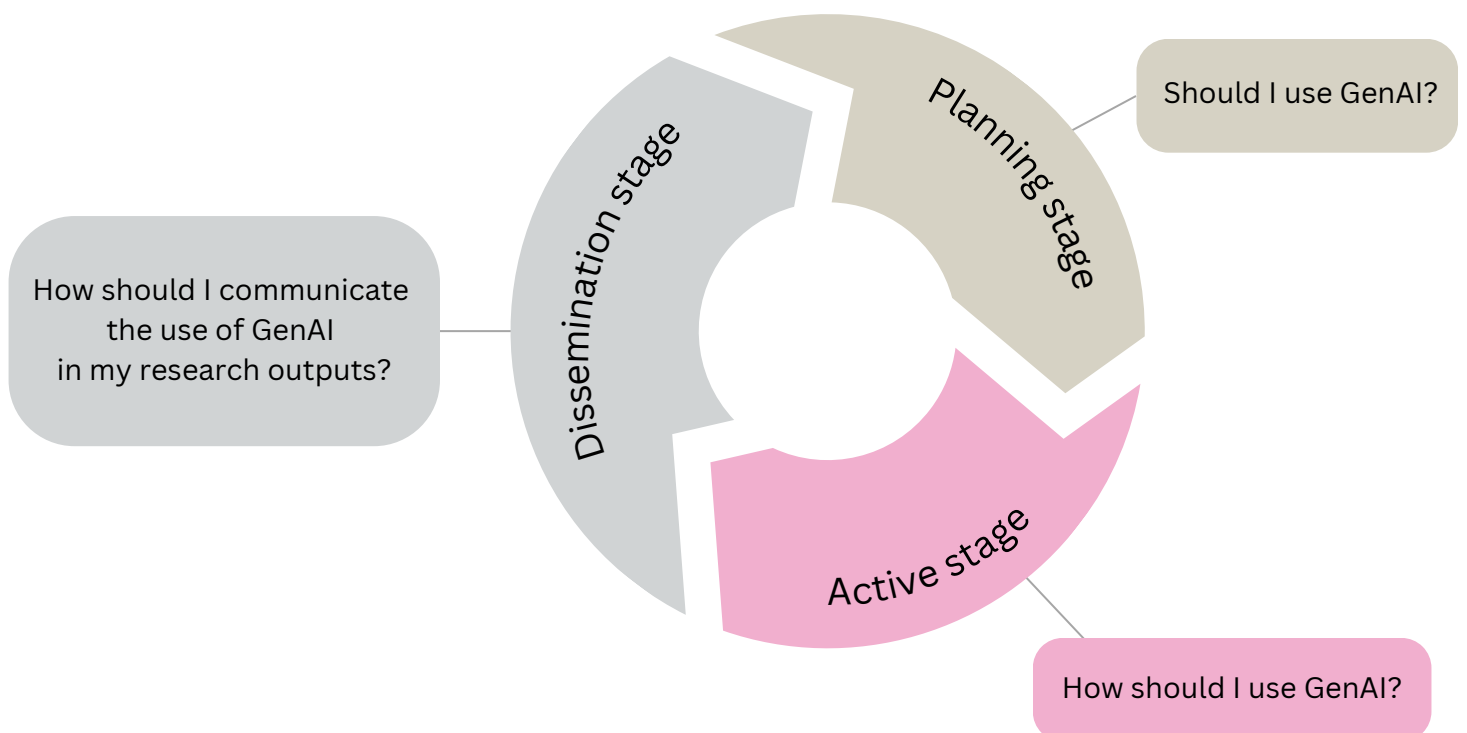 Planning stage
Should I use GenAI?
Active stage
How should I use GenAI?
Dissemination stage
How should I communicate
the use of GenAI
in my research outputs?